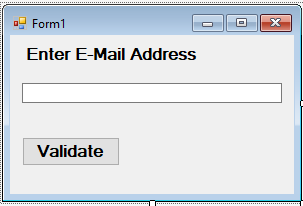 Form1
Enter E-Mail Address
Validate